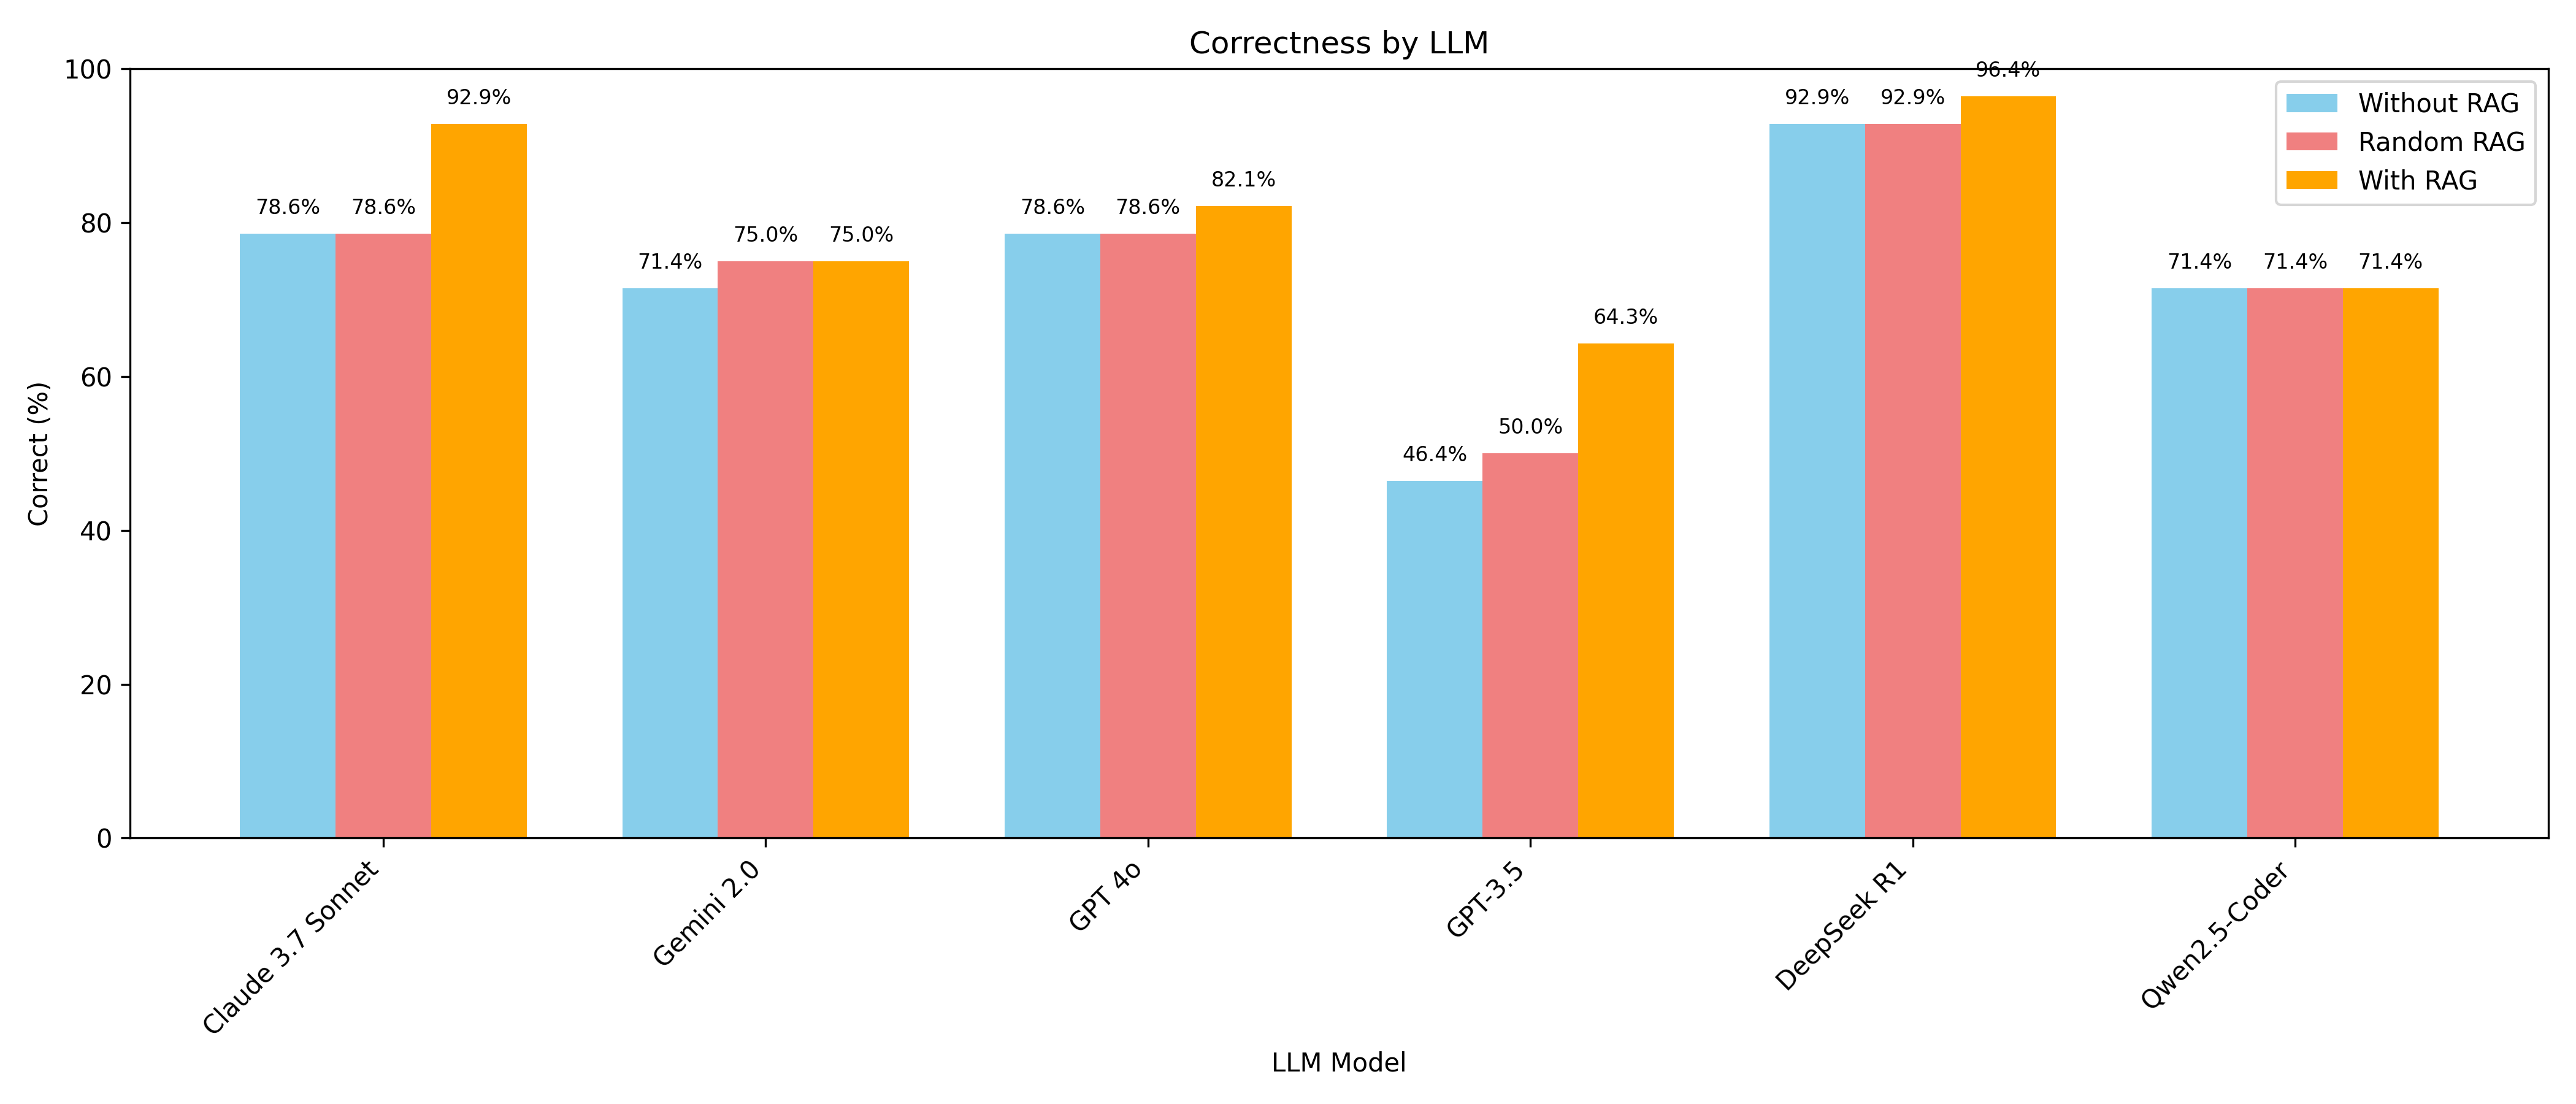 Correctness by LLM
100
80
60
40
20
0
Correct (%)
78.6%
78.6%
92.9%
71.4%
75.0%
75.0%
78.6%
78.6%
82.1%
46.4%
50.0%
64.3%
92.9%
92.9%
96.4%
71.4%
71.4%
71.4%
Without RAG
Random RAG
With RAG
Claude 3.7 Sonnet
Gemini 2.0
GPT 4o
GPT-3.5
DeepSeek R1
Qwen2.5-Coder
LLM Model